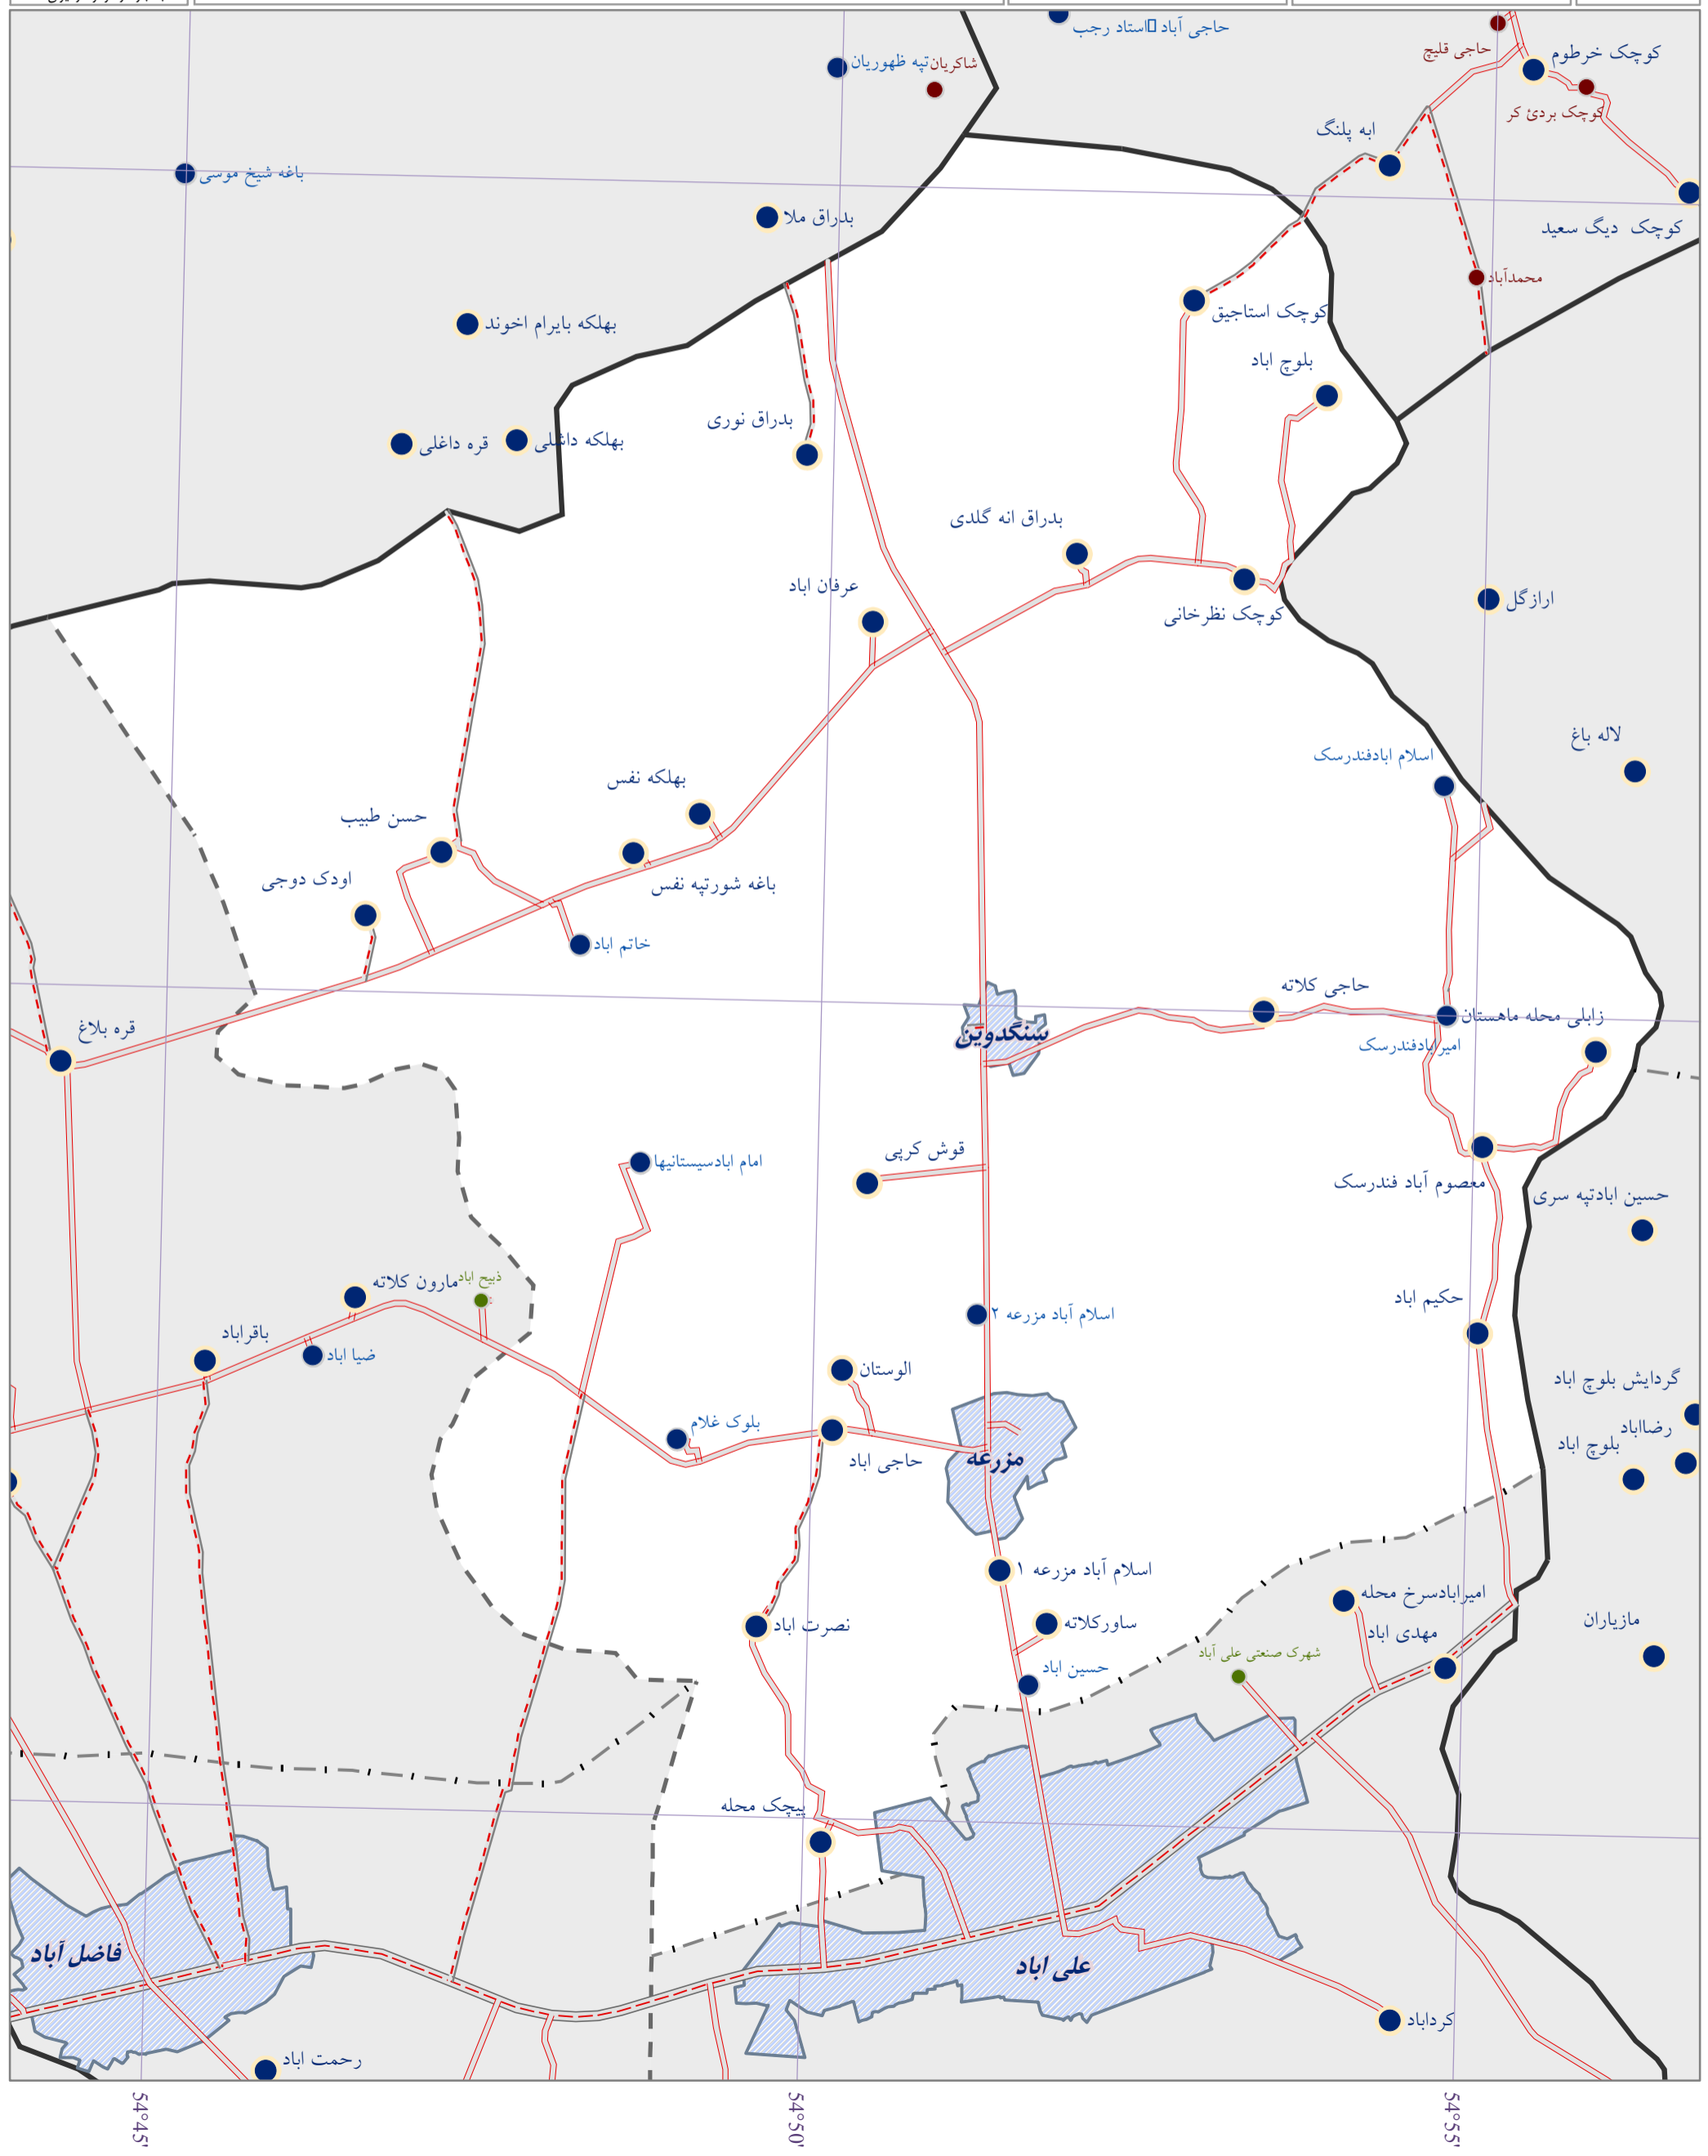 حاجی آباد استاد رجب
حاجی قلیچ
کوچک خرطوم
تپه ظهوریان
شاکریان
کوچک بردئ کر
ابه پلنگ
باغه شیخ موسی
بدراق ملا
کوچک دیگ سعید
محمدآباد
کوچک استاجیق
بهلکه بایرام اخوند
بلوچ اباد
بدراق نوری
بهلکه داشلی
قره داغلی
بدراق انه گلدی
عرفان اباد
کوچک نظرخانی
ارازگل
لاله باغ
اسلام ابادفندرسک
بهلکه نفس
حسن طبیب
باغه شورتپه نفس
اودک دوجی
خاتم اباد
حاجی کلاته
زابلی محله ماهستان
قره بلاغ
سنگدوین
امیرابادفندرسک
قوش کرپی
امام ابادسیستانیها
معصوم آباد فندرسک
حسین ابادتپه سری
مارون کلاته
ذبیح اباد
حکیم اباد
اسلام آباد مزرعه ۲
باقراباد
ضیا اباد
الوستان
گردایش بلوچ اباد
بلوک غلام
رضااباد
بلوچ اباد
حاجی اباد
مزرعه
اسلام آباد مزرعه ۱
امیرابادسرخ محله
نصرت اباد
ساورکلاته
مهدی اباد
مازیاران
شهرک صنعتی علی آباد
حسین اباد
پیچک محله
فاضل آباد
علی اباد
کرداباد
رحمت اباد
54°45'
54°50'
54°55'